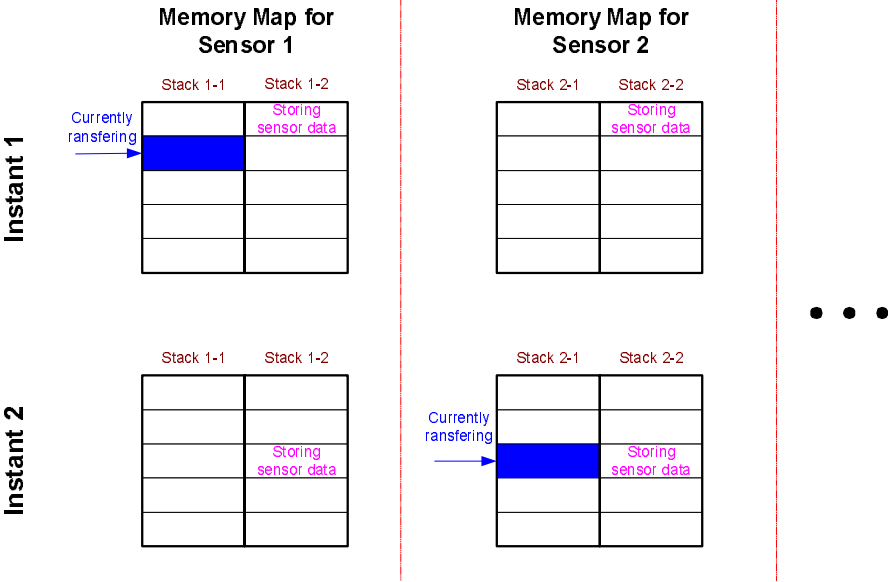 Memory Map for
Sensor 1
Memory Map for
Sensor 2
Instant 1
Stack 1-1
Stack 1-2
Currently
ransfering
Storing
sensor data
Stack 2-1
Stack 2-2
Storing
sensor data
Instant 2
Stack 1-1
Stack 1-2
Storing
sensor data
Stack 2-1
Stack 2-2
Currently
ransfering
Storing
sensor data